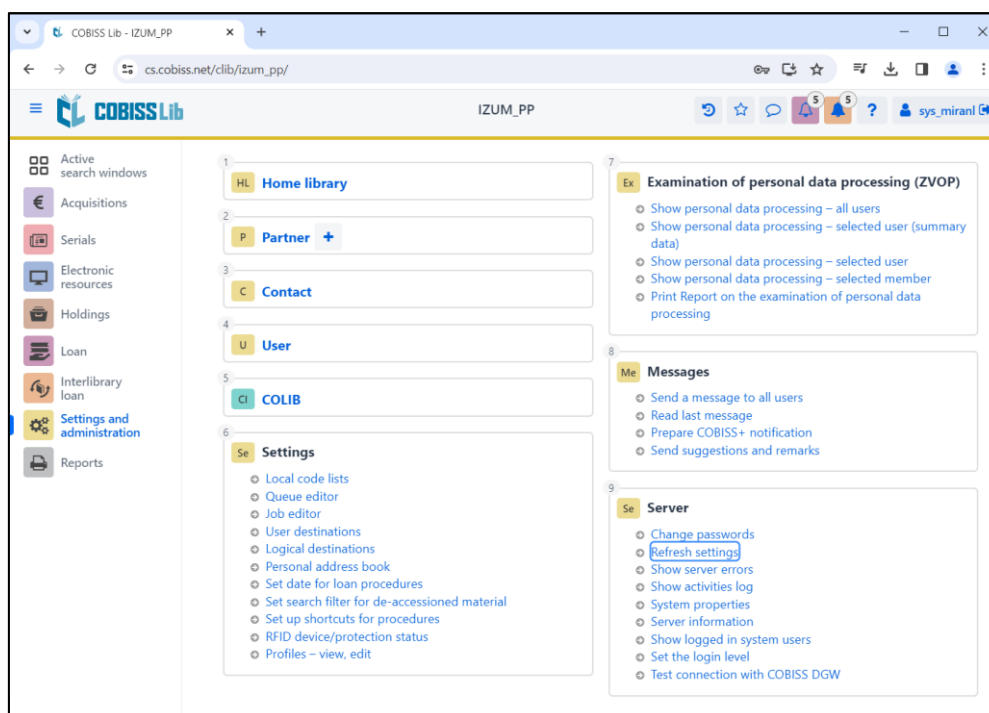 COBISS Lib - IZUM_PP
cs.cobiss.net/clib/izum_pp/
COBISS Lib
IZUM_PP
5
5
?
sys_miranl
Active
search windows
€
Acquisitions
Serials
Electronic
resources
Holdings
Loan
Interlibrary
loan
Settings and
administration
Reports
1
HL Home library
2
P Partner +
3
C Contact
4
U User
5
Cl COLIB
6
Se Settings
Local code lists
Queue editor
Job editor
User destinations
Logical destinations
Personal address book
Set date for loan procedures
Set search filter for de-accessioned material
Set up shortcuts for procedures
RFID device/protection status
Profiles – view, edit
7
Ex Examination of personal data processing (ZVOP)
Show personal data processing – all users
Show personal data processing – selected user (summary
data)
Show personal data processing – selected user
Show personal data processing – selected member
Print Report on the examination of personal data
processing
8
Me Messages
Send a message to all users
Read last message
Prepare COBISS+ notification
Send suggestions and remarks
9
Se Server
Change passwords
Refresh settings
Show server errors
Show activities log
System properties
Server information
Show logged in system users
Set the login level
Test connection with COBISS DGW